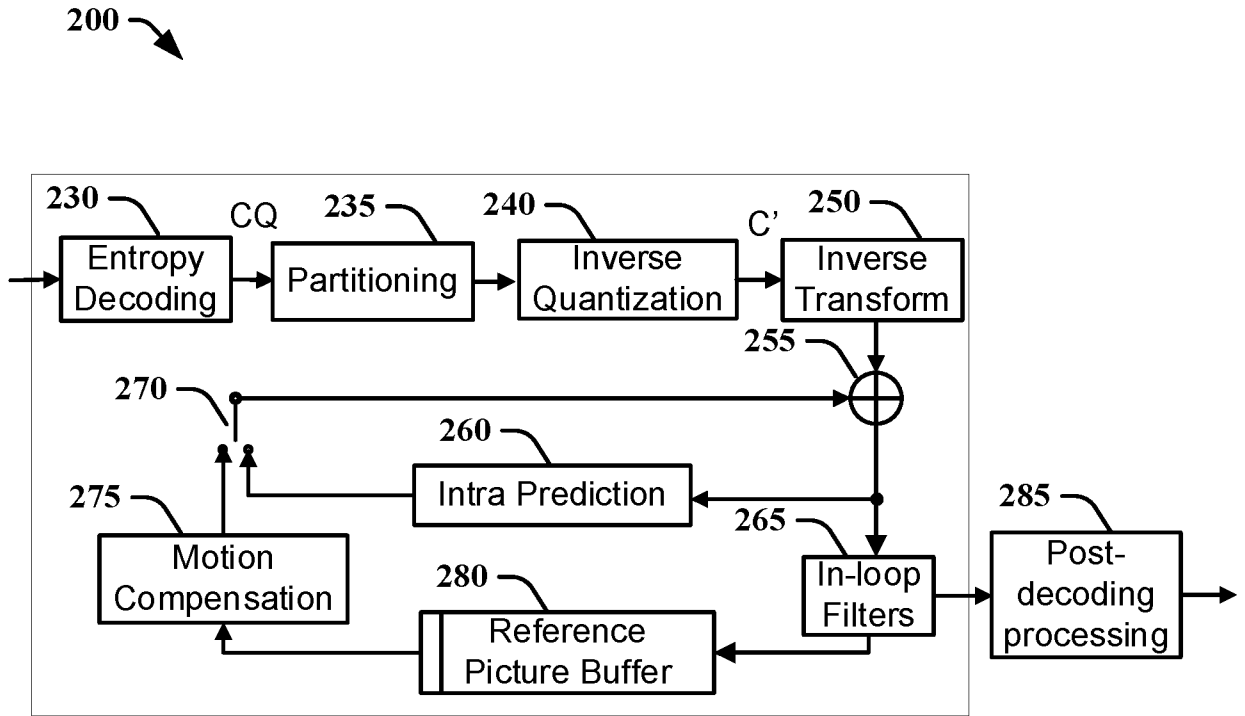 200
230
CQ
235
240
C’
250
Entropy
Decoding
Partitioning
Inverse
Quantization
Inverse
Transform
255
270
260
Intra Prediction
275
265
285
Motion
Compensation
280
Reference
Picture Buffer
In-loop
Filters
Post-
decoding
processing